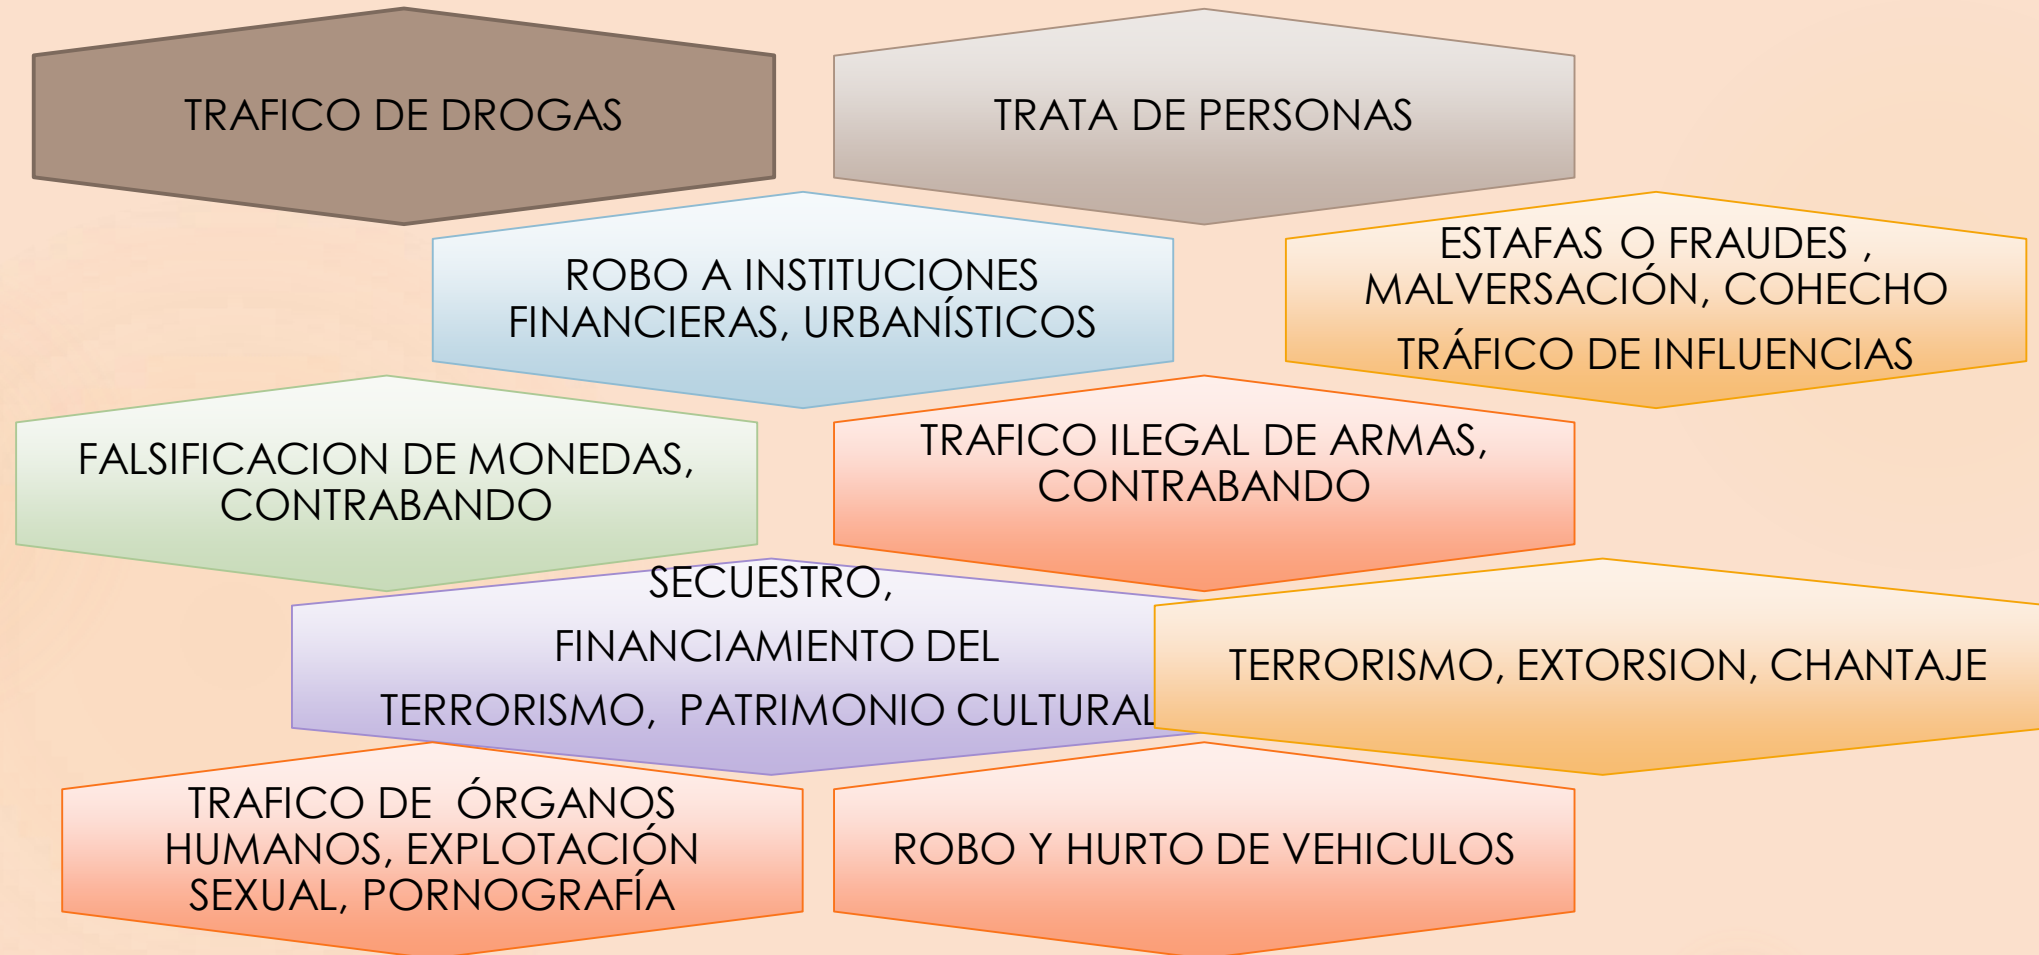 TRAFICO DE DROGAS
TRATA DE PERSONAS
ROBO A INSTITUCIONES
FINANCIERAS, URBANÍSTICOS
ESTAFAS O FRAUDES ,
MALVERSACIÓN, COHECHO
TRÁFICO DE INFLUENCIAS
FALSIFICACION DE MONEDAS,
CONTRABANDO
TRAFICO ILEGAL DE ARMAS,
CONTRABANDO
SECUESTRO,
FINANCIAMIENTO DEL
TERRORISMO, PATRIMONIO CULTURAL
TERRORISMO, EXTORSION, CHANTAJE
TRAFICO DE ÓRGANOS
HUMANOS, EXPLOTACIÓN
SEXUAL, PORNOGRAFÍA
ROBO Y HURTO DE VEHICULOS